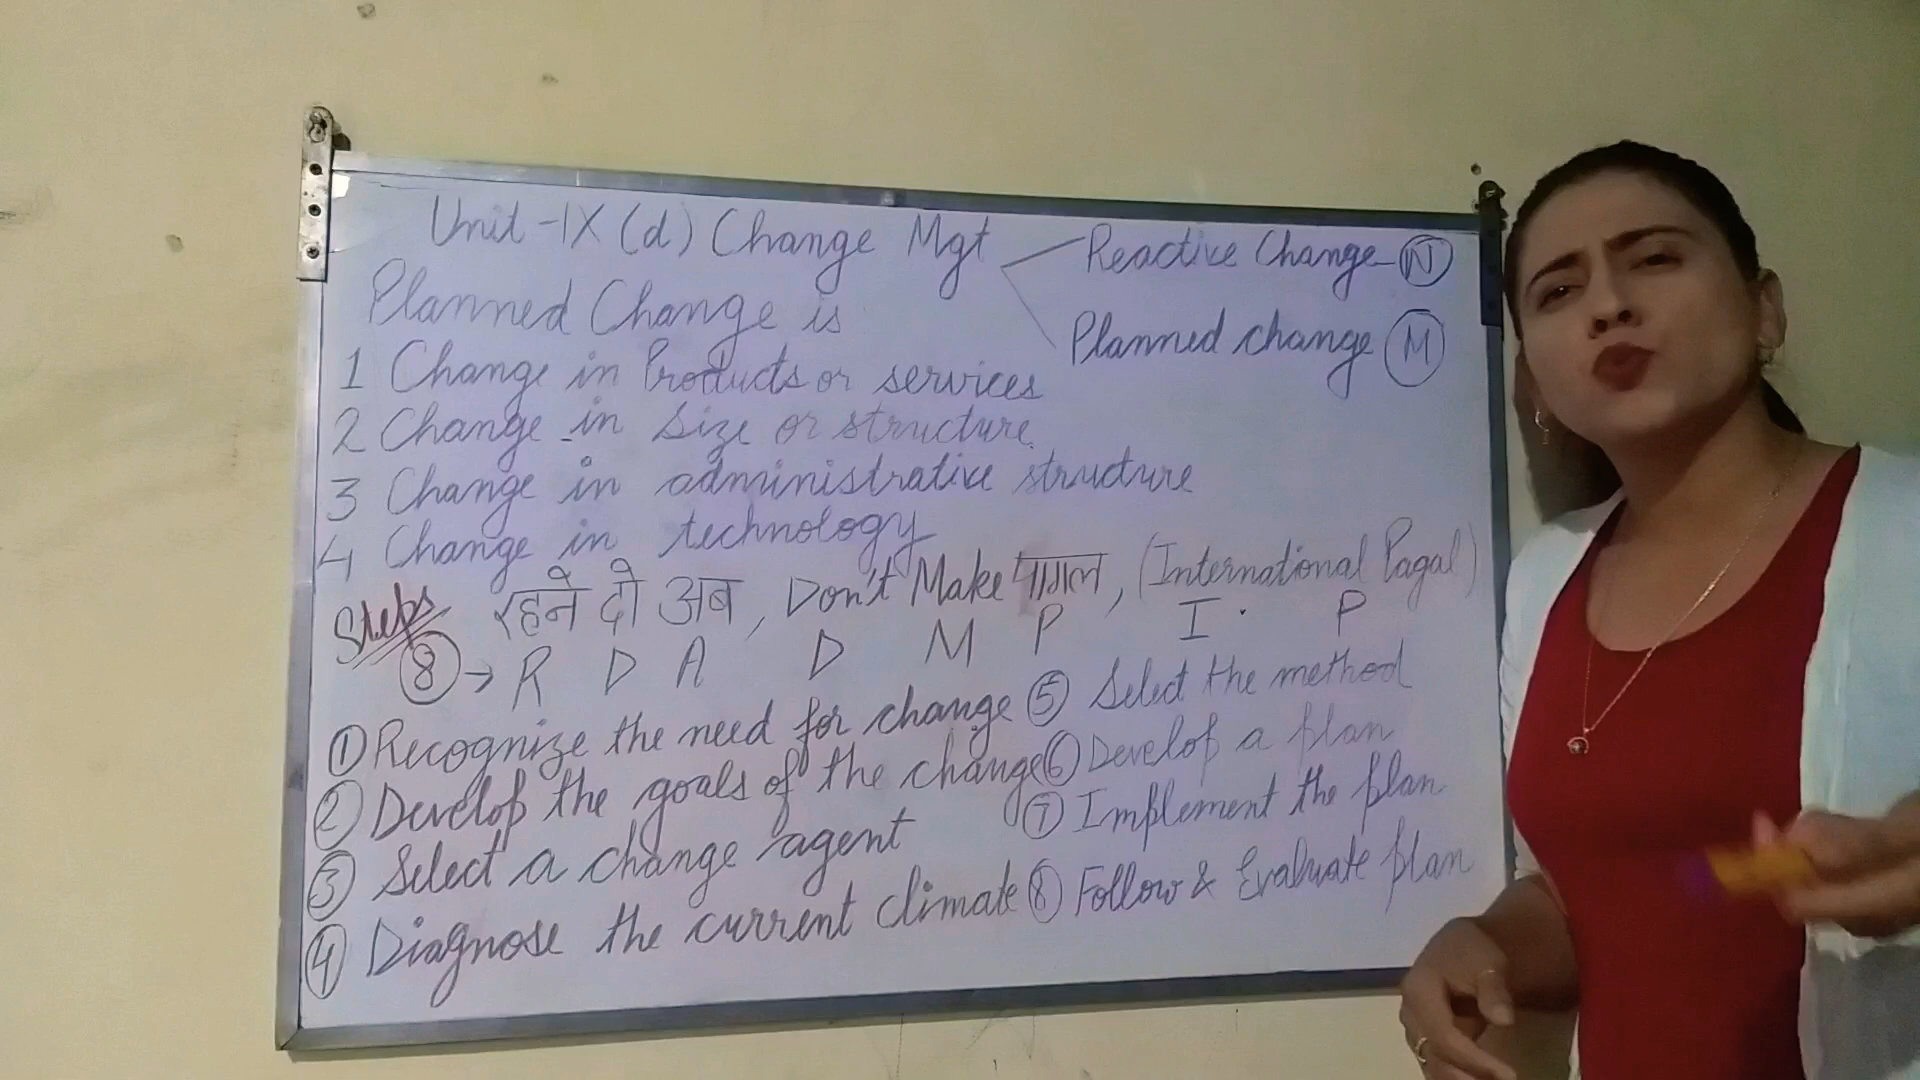 Unit-IX (d) Change Mgt
Reactive Change - N
Planned change M
Planned Change is
1 Change in Products or services
2 Change in size or structure
3 Change in administrative structure
4 Change in technology
Steps रहने दो अब, Don't Make पागल, (International Pagal)
8 → R D A D M P I P
① Recognize the need for change
② Develop the goals of the change
③ Select a change agent
④ Diagnose the current climate
⑤ Select the method
⑥ Develop a plan
⑦ Implement the plan
⑧ Follow & Evaluate plan